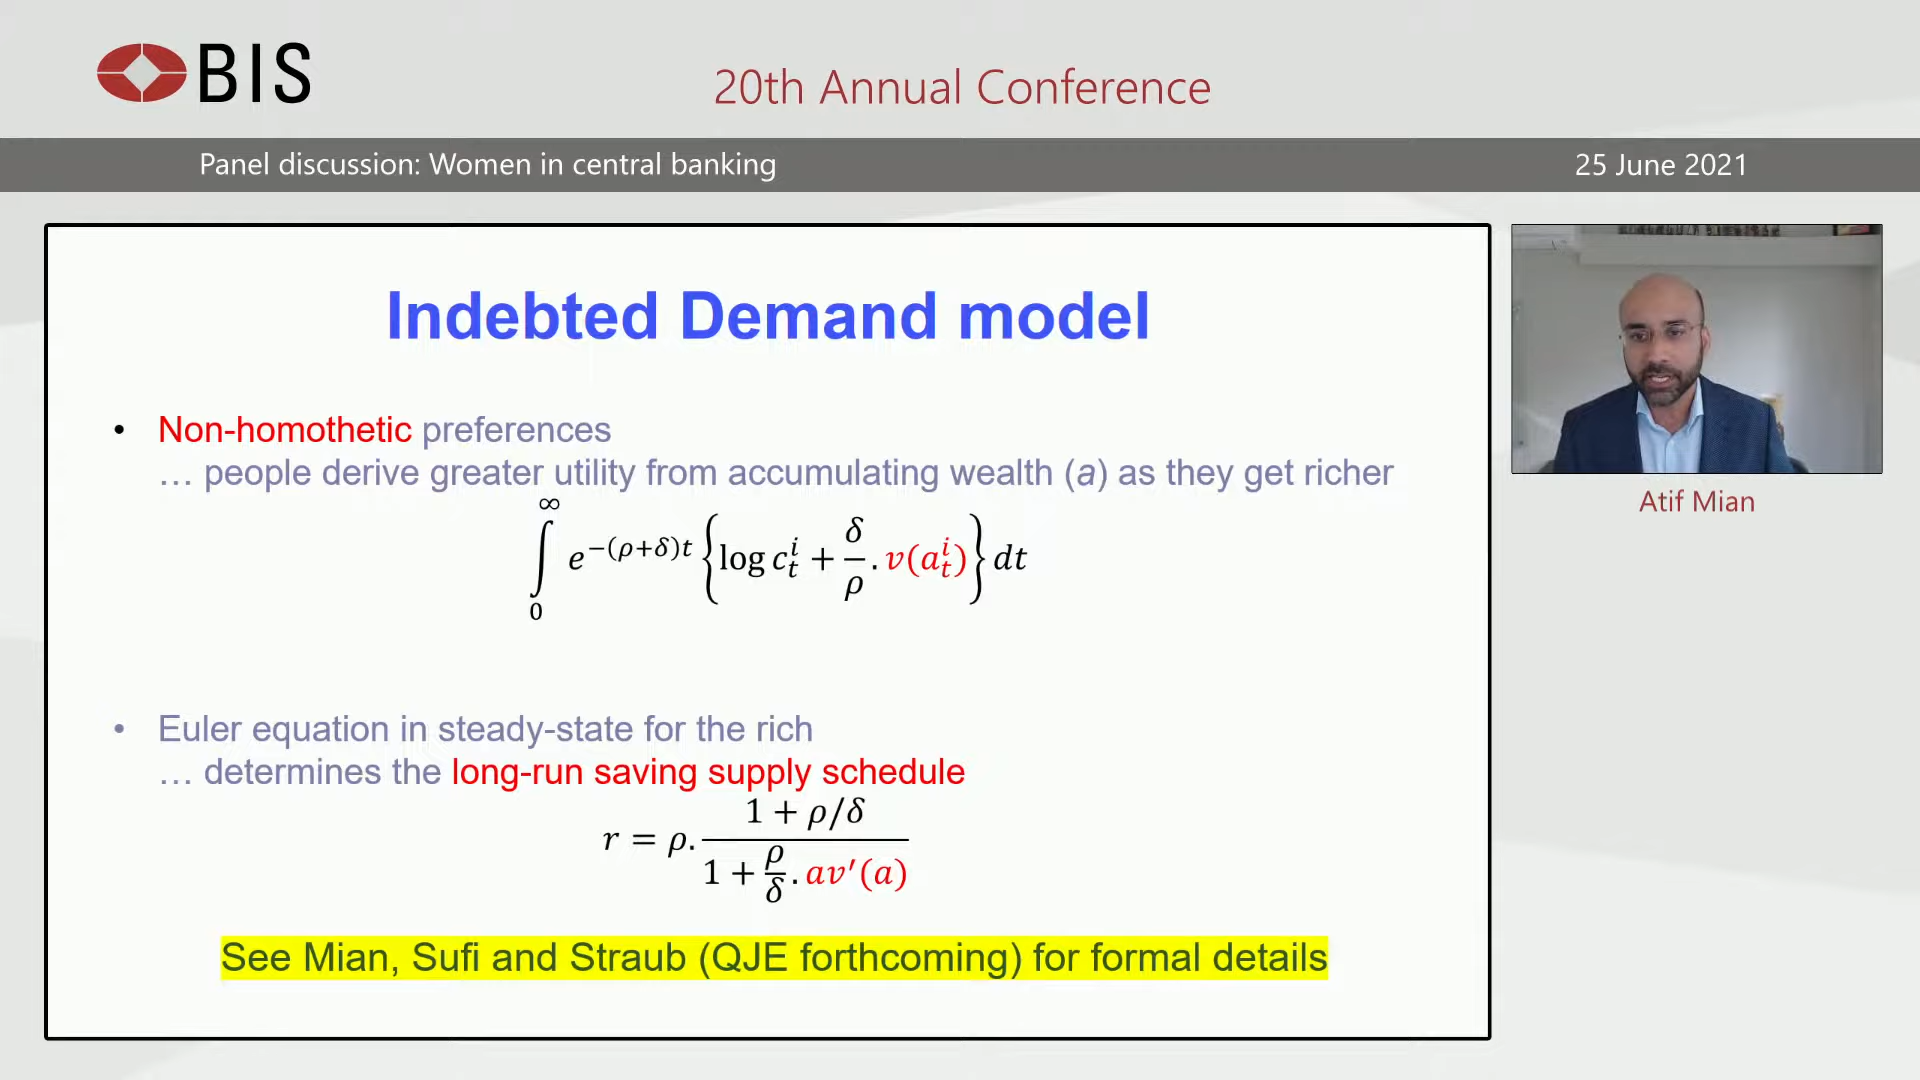 BIS
20th Annual Conference
Panel discussion: Women in central banking
25 June 2021
Indebted Demand model
• Non-homothetic preferences
… people derive greater utility from accumulating wealth (a) as they get richer
∫₀^∞ e^{−(ρ+δ)t} {log c_t^i + δ/ρ . v(a_t^i)} dt
• Euler equation in steady-state for the rich
… determines the long-run saving supply schedule
r = ρ. (1 + ρ/δ) / (1 + ρ/δ . av′(a))
See Mian, Sufi and Straub (QJE forthcoming) for formal details
Atif Mian